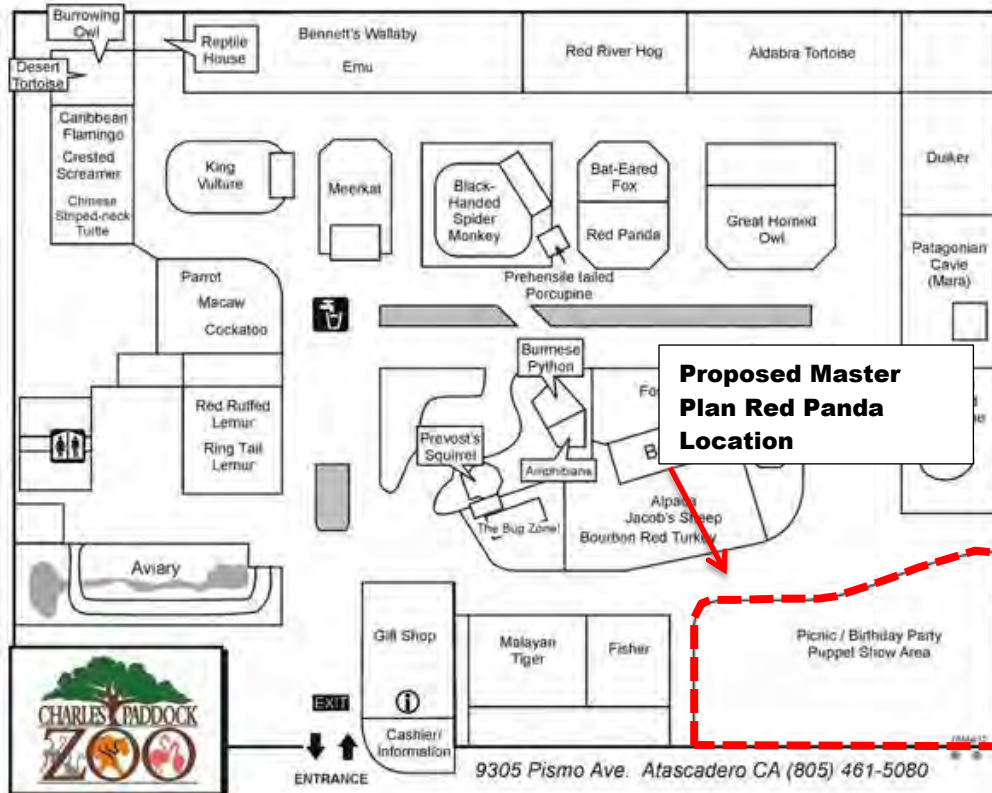 Burrowing
Owl
Reptile
House
Desert
Tortoise
Bennett's Wallaby
Emu
Red River Hog
Aldabra Tortoise
Caribbean
Flamingo
Crested
Screamer
Chinese
Striped-neck
Turtle
King
Vulture
Meerkat
Black-
Handed
Spider
Monkey
Bat-Eared
Fox
Red Panda
Great Horned
Owl
Duiker
Patagonian
Cavie
(Mara)
Prehensile tailed
Porcupine
Parrot
Macaw
Cockatoo
Burmese
Python
Proposed Master
Plan Red Panda
Location
Red Ruffed
Lemur
Ring Tail
Lemur
Prevost's
Squirrel
Amphibians
The Bug Zone!
Alpaca
Jacob's Sheep
Bourbon Red Turkey
Aviary
Gift Shop
Malayan
Tiger
Fisher
Picnic / Birthday Party
Puppet Show Area
CHARLES PADDOCK
ZOO
EXIT
Cashier/
Information
ENTRANCE
9305 Pismo Ave. Atascadero CA (805) 461-5080